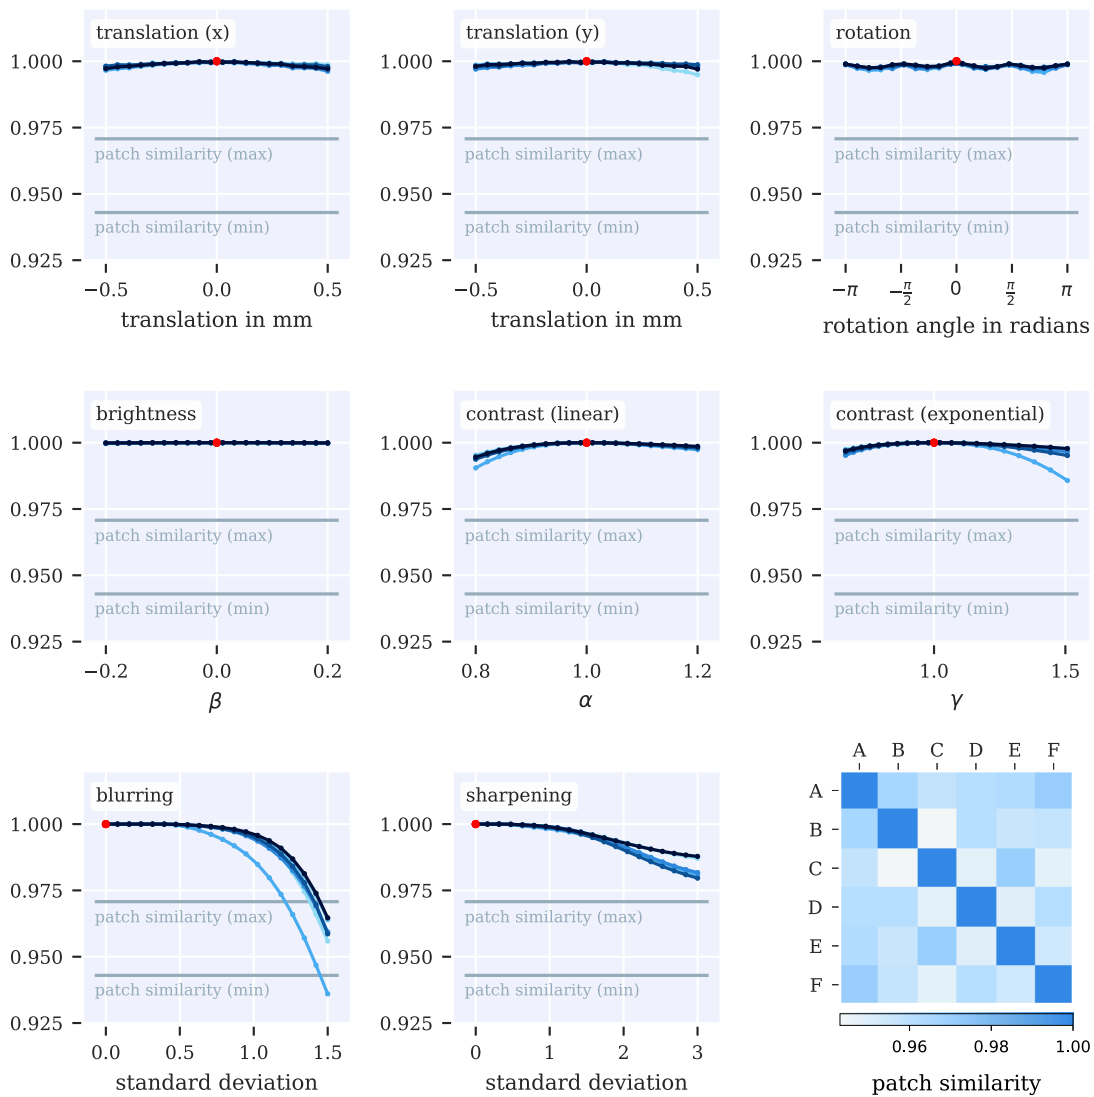 translation (x)
1.000
0.975
patch similarity (max)
0.950
patch similarity (min)
0.925
−0.5 0.0 0.5
translation in mm
translation (y)
1.000
0.975
patch similarity (max)
0.950
patch similarity (min)
0.925
−0.5 0.0 0.5
translation in mm
rotation
1.000
0.975
patch similarity (max)
0.950
patch similarity (min)
0.925
−π −π/2 0 π/2 π
rotation angle in radians
brightness
1.000
0.975
patch similarity (max)
0.950
patch similarity (min)
0.925
−0.2 0.0 0.2
β
contrast (linear)
1.000
0.975
patch similarity (max)
0.950
patch similarity (min)
0.925
0.8 1.0 1.2
α
contrast (exponential)
1.000
0.975
patch similarity (max)
0.950
patch similarity (min)
0.925
1.0 1.5
γ
blurring
1.000
0.975
patch similarity (max)
0.950
patch similarity (min)
0.925
0.0 0.5 1.0 1.5
standard deviation
sharpening
1.000
0.975
patch similarity (max)
0.950
patch similarity (min)
0.925
0 1 2 3
standard deviation
A B C D E F
A
B
C
D
E
F
0.96 0.98 1.00
patch similarity